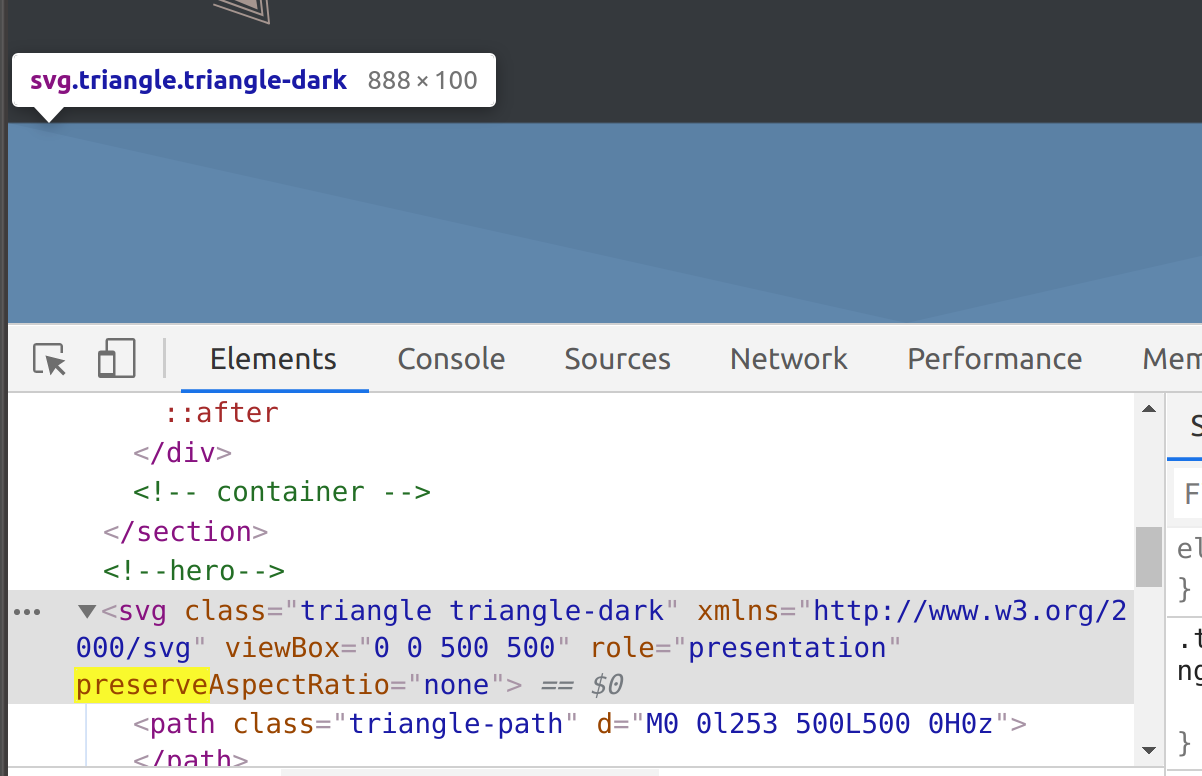 svg.triangle.triangle-dark 888 × 100
Elements Console Sources Network Performance Mem
::after
</div>
<!-- container -->
</section>
<!--hero-->
<svg class="triangle triangle-dark" xmlns="http://www.w3.org/2
000/svg" viewBox="0 0 500 500" role="presentation"
preserveAspectRatio="none"> == $0
<path class="triangle-path" d="M0 0l253 500L500 0H0z">
</path>
S
F
el
}
.t
ng
}